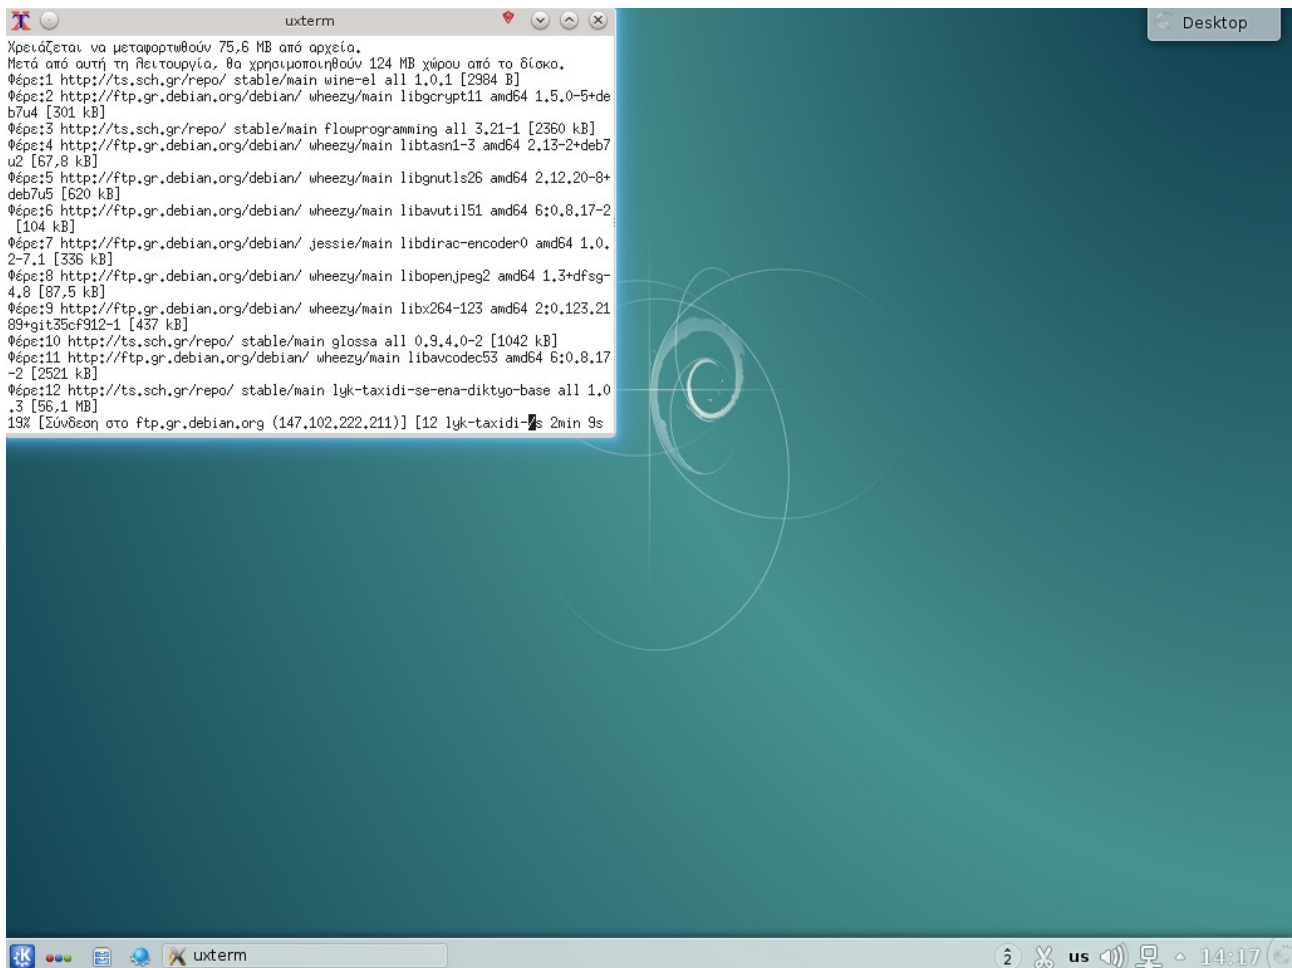 uxterm
Desktop
Χρειάζεται να μεταφορτωθούν 75,6 MB από αρχεία.
Μετά από αυτή τη λειτουργία, θα χρησιμοποιηθούν 124 MB χώρου από το δίσκο.
Φέρε:1 http://ts.sch.gr/repo/ stable/main wine-el all 1.0.1 [2984 B]
Φέρε:2 http://ftp.gr.debian.org/debian/ wheezy/main libgcrypt11 amd64 1.5.0-5+de
b7u4 [301 kB]
Φέρε:3 http://ts.sch.gr/repo/ stable/main flowprogramming all 3.21-1 [2360 kB]
Φέρε:4 http://ftp.gr.debian.org/debian/ wheezy/main libtasn1-3 amd64 2.13-2+deb7
u2 [67,8 kB]
Φέρε:5 http://ftp.gr.debian.org/debian/ wheezy/main libgnutls26 amd64 2.12.20-8+
deb7u5 [620 kB]
Φέρε:6 http://ftp.gr.debian.org/debian/ wheezy/main libavutil51 amd64 6:0.8.17-2
[104 kB]
Φέρε:7 http://ftp.gr.debian.org/debian/ jessie/main libdirac-encoder0 amd64 1.0.
2-7.1 [336 kB]
Φέρε:8 http://ftp.gr.debian.org/debian/ wheezy/main libopenjpeg2 amd64 1.3+dfsg-
4.8 [87,5 kB]
Φέρε:9 http://ftp.gr.debian.org/debian/ wheezy/main libx264-123 amd64 2:0.123.21
89+git35cf912-1 [437 kB]
Φέρε:10 http://ts.sch.gr/repo/ stable/main glossa all 0.9.4.0-2 [1042 kB]
Φέρε:11 http://ftp.gr.debian.org/debian/ wheezy/main libavcodec53 amd64 6:0.8.17
-2 [2521 kB]
Φέρε:12 http://ts.sch.gr/repo/ stable/main lyk-taxidi-se-ena-diktyo-base all 1.0
.3 [56,1 MB]
19% [Σύνδεση στο ftp.gr.debian.org (147.102.222.211)] [12 lyk-taxidi-/s 2min 9s
uxterm
2
us
14:17